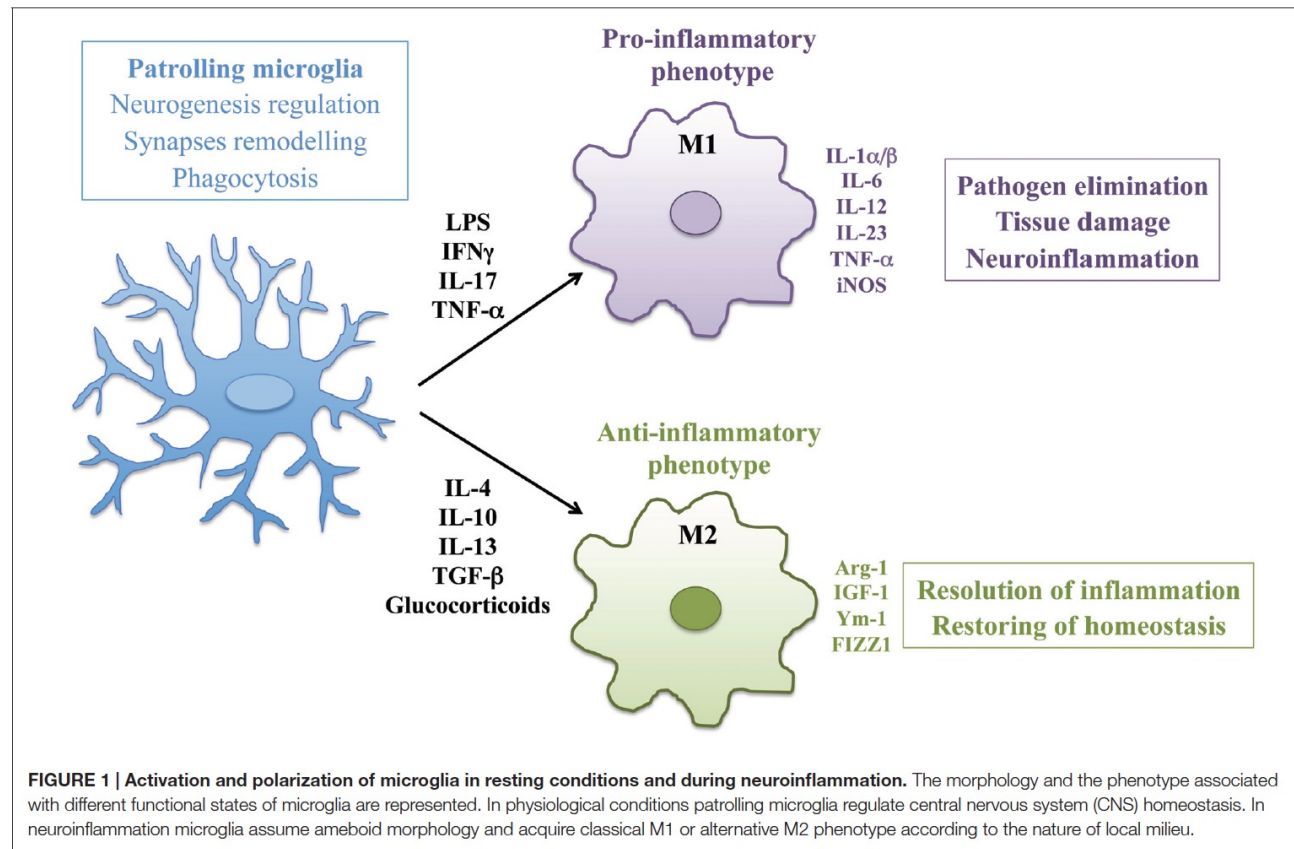 Patrolling microglia
Neurogenesis regulation
Synapses remodelling
Phagocytosis
LPS
IFNγ
IL-17
TNF-α
Pro-inflammatory
phenotype
M1
IL-1α/β
IL-6
IL-12
IL-23
TNF-α
iNOS
Pathogen elimination
Tissue damage
Neuroinflammation
IL-4
IL-10
IL-13
TGF-β
Glucocorticoids
Anti-inflammatory
phenotype
M2
Arg-1
IGF-1
Ym-1
FIZZ1
Resolution of inflammation
Restoring of homeostasis
FIGURE 1 | Activation and polarization of microglia in resting conditions and during neuroinflammation. The morphology and the phenotype associated
with different functional states of microglia are represented. In physiological conditions patrolling microglia regulate central nervous system (CNS) homeostasis. In
neuroinflammation microglia assume ameboid morphology and acquire classical M1 or alternative M2 phenotype according to the nature of local milieu.